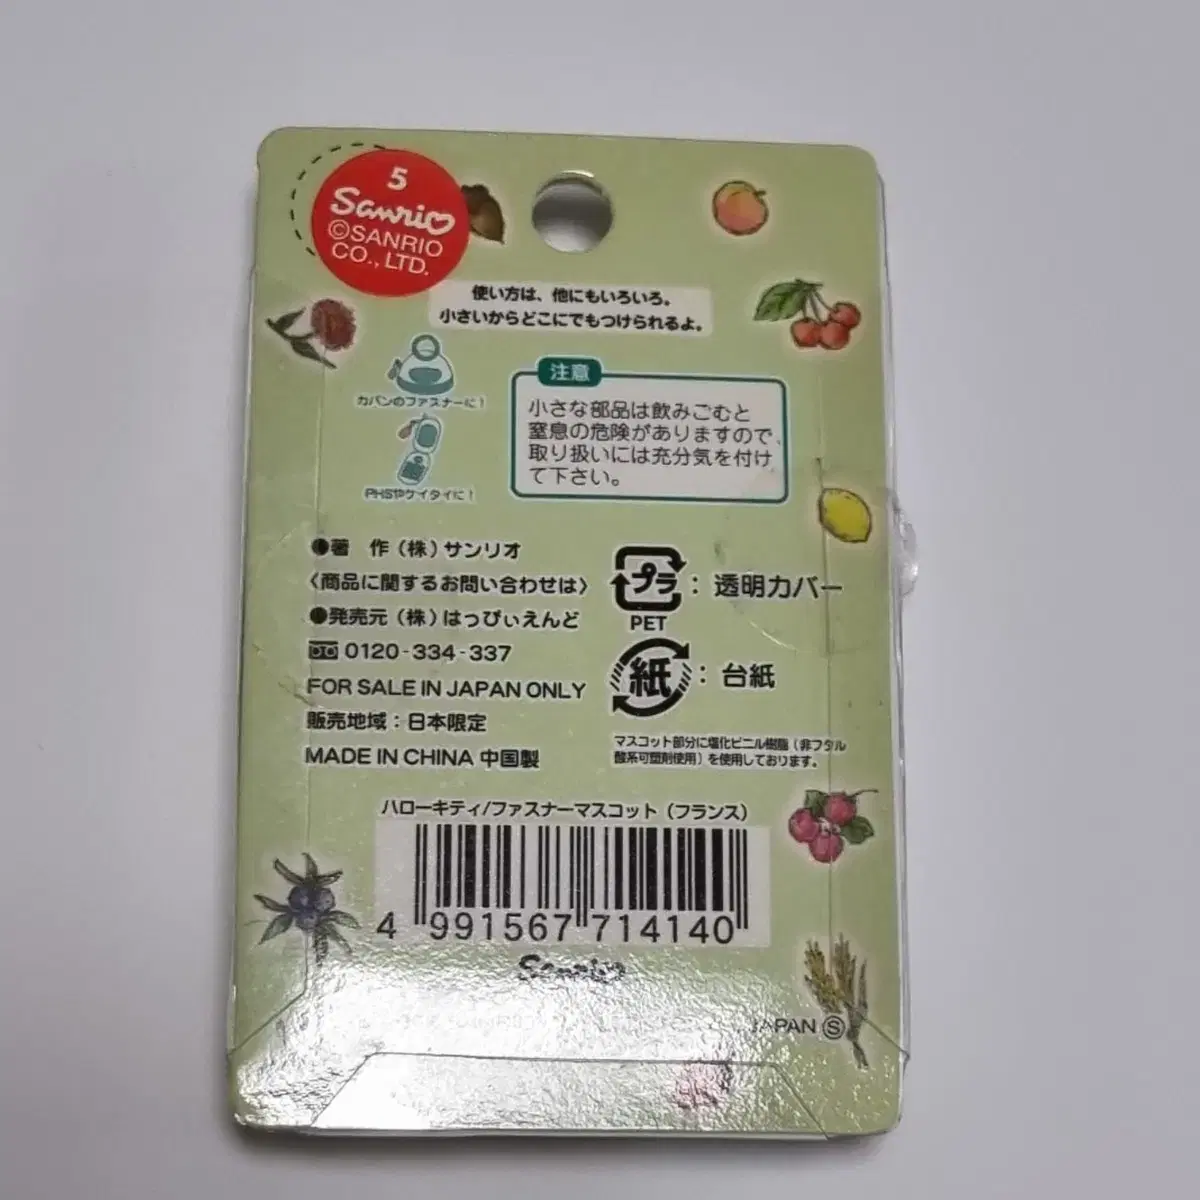 5
Sanrio
©SANRIO
CO., LTD.
使い方は、他にもいろいろ。
小さいからどこにでもつけられるよ。
カバンのファスナーに!
PHSやケイタイに!
注意
小さな部品は飲みごむと
窒息の危険がありますので、
取り扱いには充分気を付け
て下さい。
●著 作(株)サンリオ
〈商品に関するお問い合わせは〉
●発売元(株)はっぴぃえんど
0120-334-337
FOR SALE IN JAPAN ONLY
販売地域:日本限定
MADE IN CHINA 中国製
プラ : 透明カバー
PET
紙 : 台紙
マスコット部分に塩化ビニル樹脂(非フタル
酸系可塑剤使用)を使用しております。
ハローキティ/ファスナーマスコット(フランス)
4 991567 714140
Sanrio
JAPAN Ⓢ